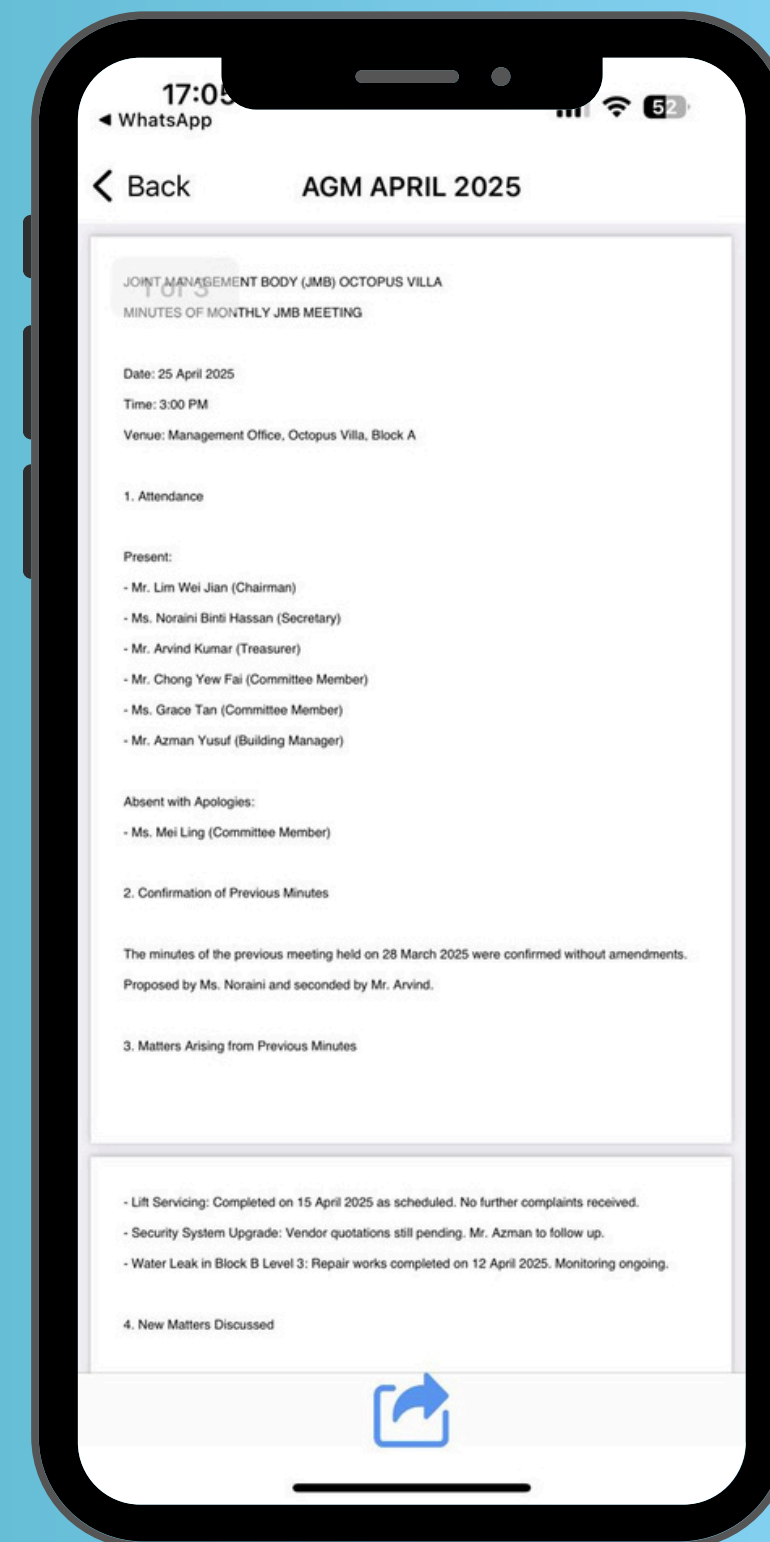 17:05
52
◀ WhatsApp
Back
AGM APRIL 2025
1 of 3
JOINT MANAGEMENT BODY (JMB) OCTOPUS VILLA
MINUTES OF MONTHLY JMB MEETING
Date: 25 April 2025
Time: 3:00 PM
Venue: Management Office, Octopus Villa, Block A
1. Attendance
Present:
- Mr. Lim Wei Jian (Chairman)
- Ms. Noraini Binti Hassan (Secretary)
- Mr. Arvind Kumar (Treasurer)
- Mr. Chong Yew Fai (Committee Member)
- Ms. Grace Tan (Committee Member)
- Mr. Azman Yusuf (Building Manager)
Absent with Apologies:
- Ms. Mei Ling (Committee Member)
2. Confirmation of Previous Minutes
The minutes of the previous meeting held on 28 March 2025 were confirmed without amendments.
Proposed by Ms. Noraini and seconded by Mr. Arvind.
3. Matters Arising from Previous Minutes
- Lift Servicing: Completed on 15 April 2025 as scheduled. No further complaints received.
- Security System Upgrade: Vendor quotations still pending. Mr. Azman to follow up.
- Water Leak in Block B Level 3: Repair works completed on 12 April 2025. Monitoring ongoing.
4. New Matters Discussed